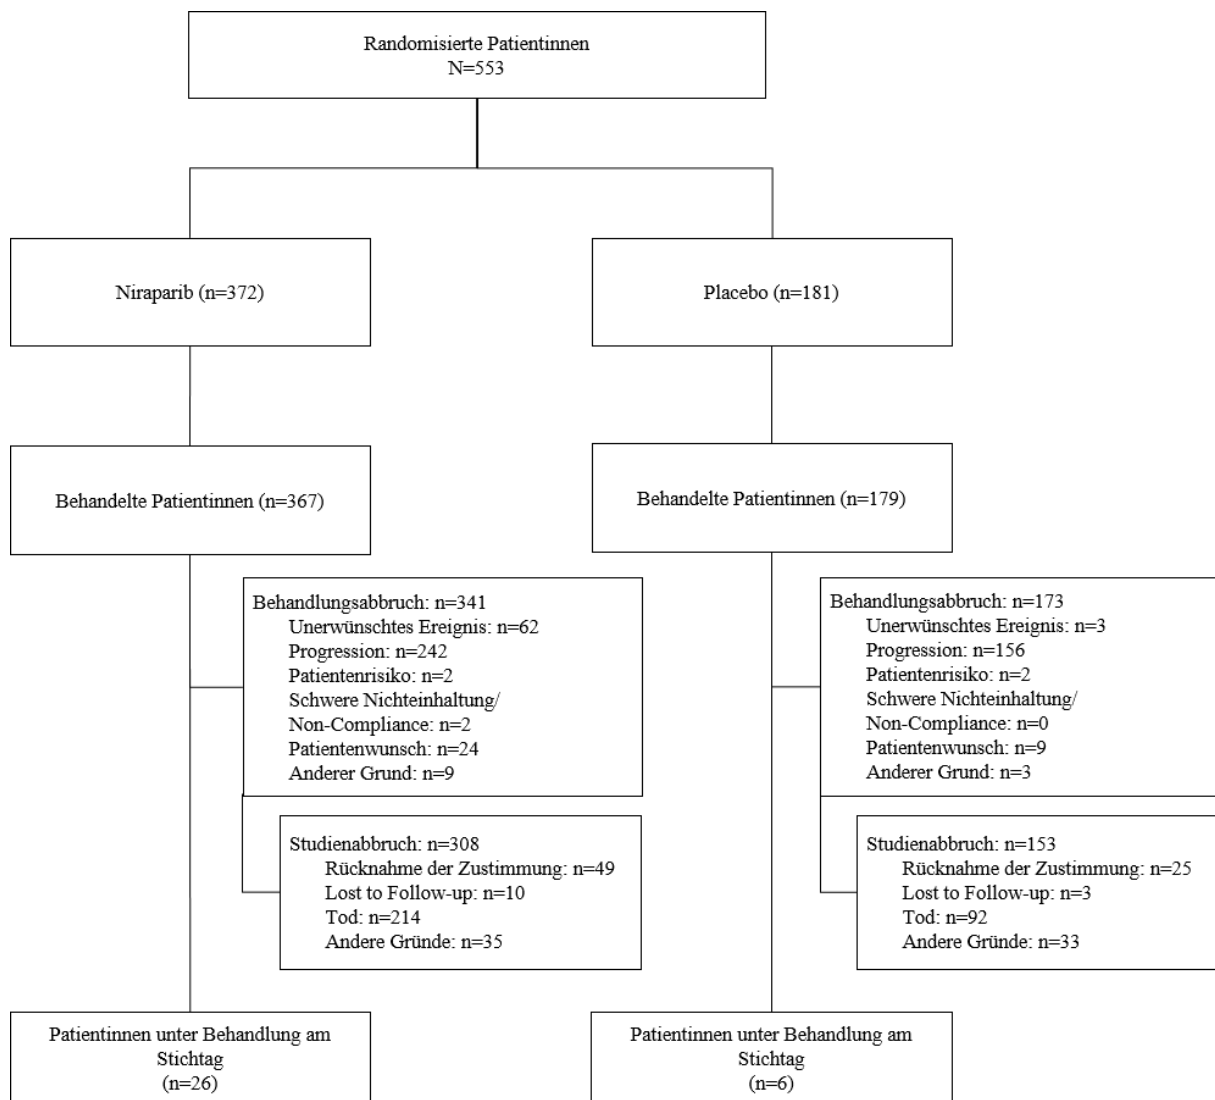 Randomisierte Patientinnen
N=553
Niraparib (n=372)
Placebo (n=181)
Behandelte Patientinnen (n=367)
Behandelte Patientinnen (n=179)
Behandlungsabbruch: n=341
Unerwünschtes Ereignis: n=62
Progression: n=242
Patientenrisiko: n=2
Schwere Nichteinhaltung/
Non-Compliance: n=2
Patientenwunsch: n=24
Anderer Grund: n=9
Behandlungsabbruch: n=173
Unerwünschtes Ereignis: n=3
Progression: n=156
Patientenrisiko: n=2
Schwere Nichteinhaltung/
Non-Compliance: n=0
Patientenwunsch: n=9
Anderer Grund: n=3
Studienabbruch: n=308
Rücknahme der Zustimmung: n=49
Lost to Follow-up: n=10
Tod: n=214
Andere Gründe: n=35
Studienabbruch: n=153
Rücknahme der Zustimmung: n=25
Lost to Follow-up: n=3
Tod: n=92
Andere Gründe: n=33
Patientinnen unter Behandlung am
Stichtag
(n=26)
Patientinnen unter Behandlung am
Stichtag
(n=6)